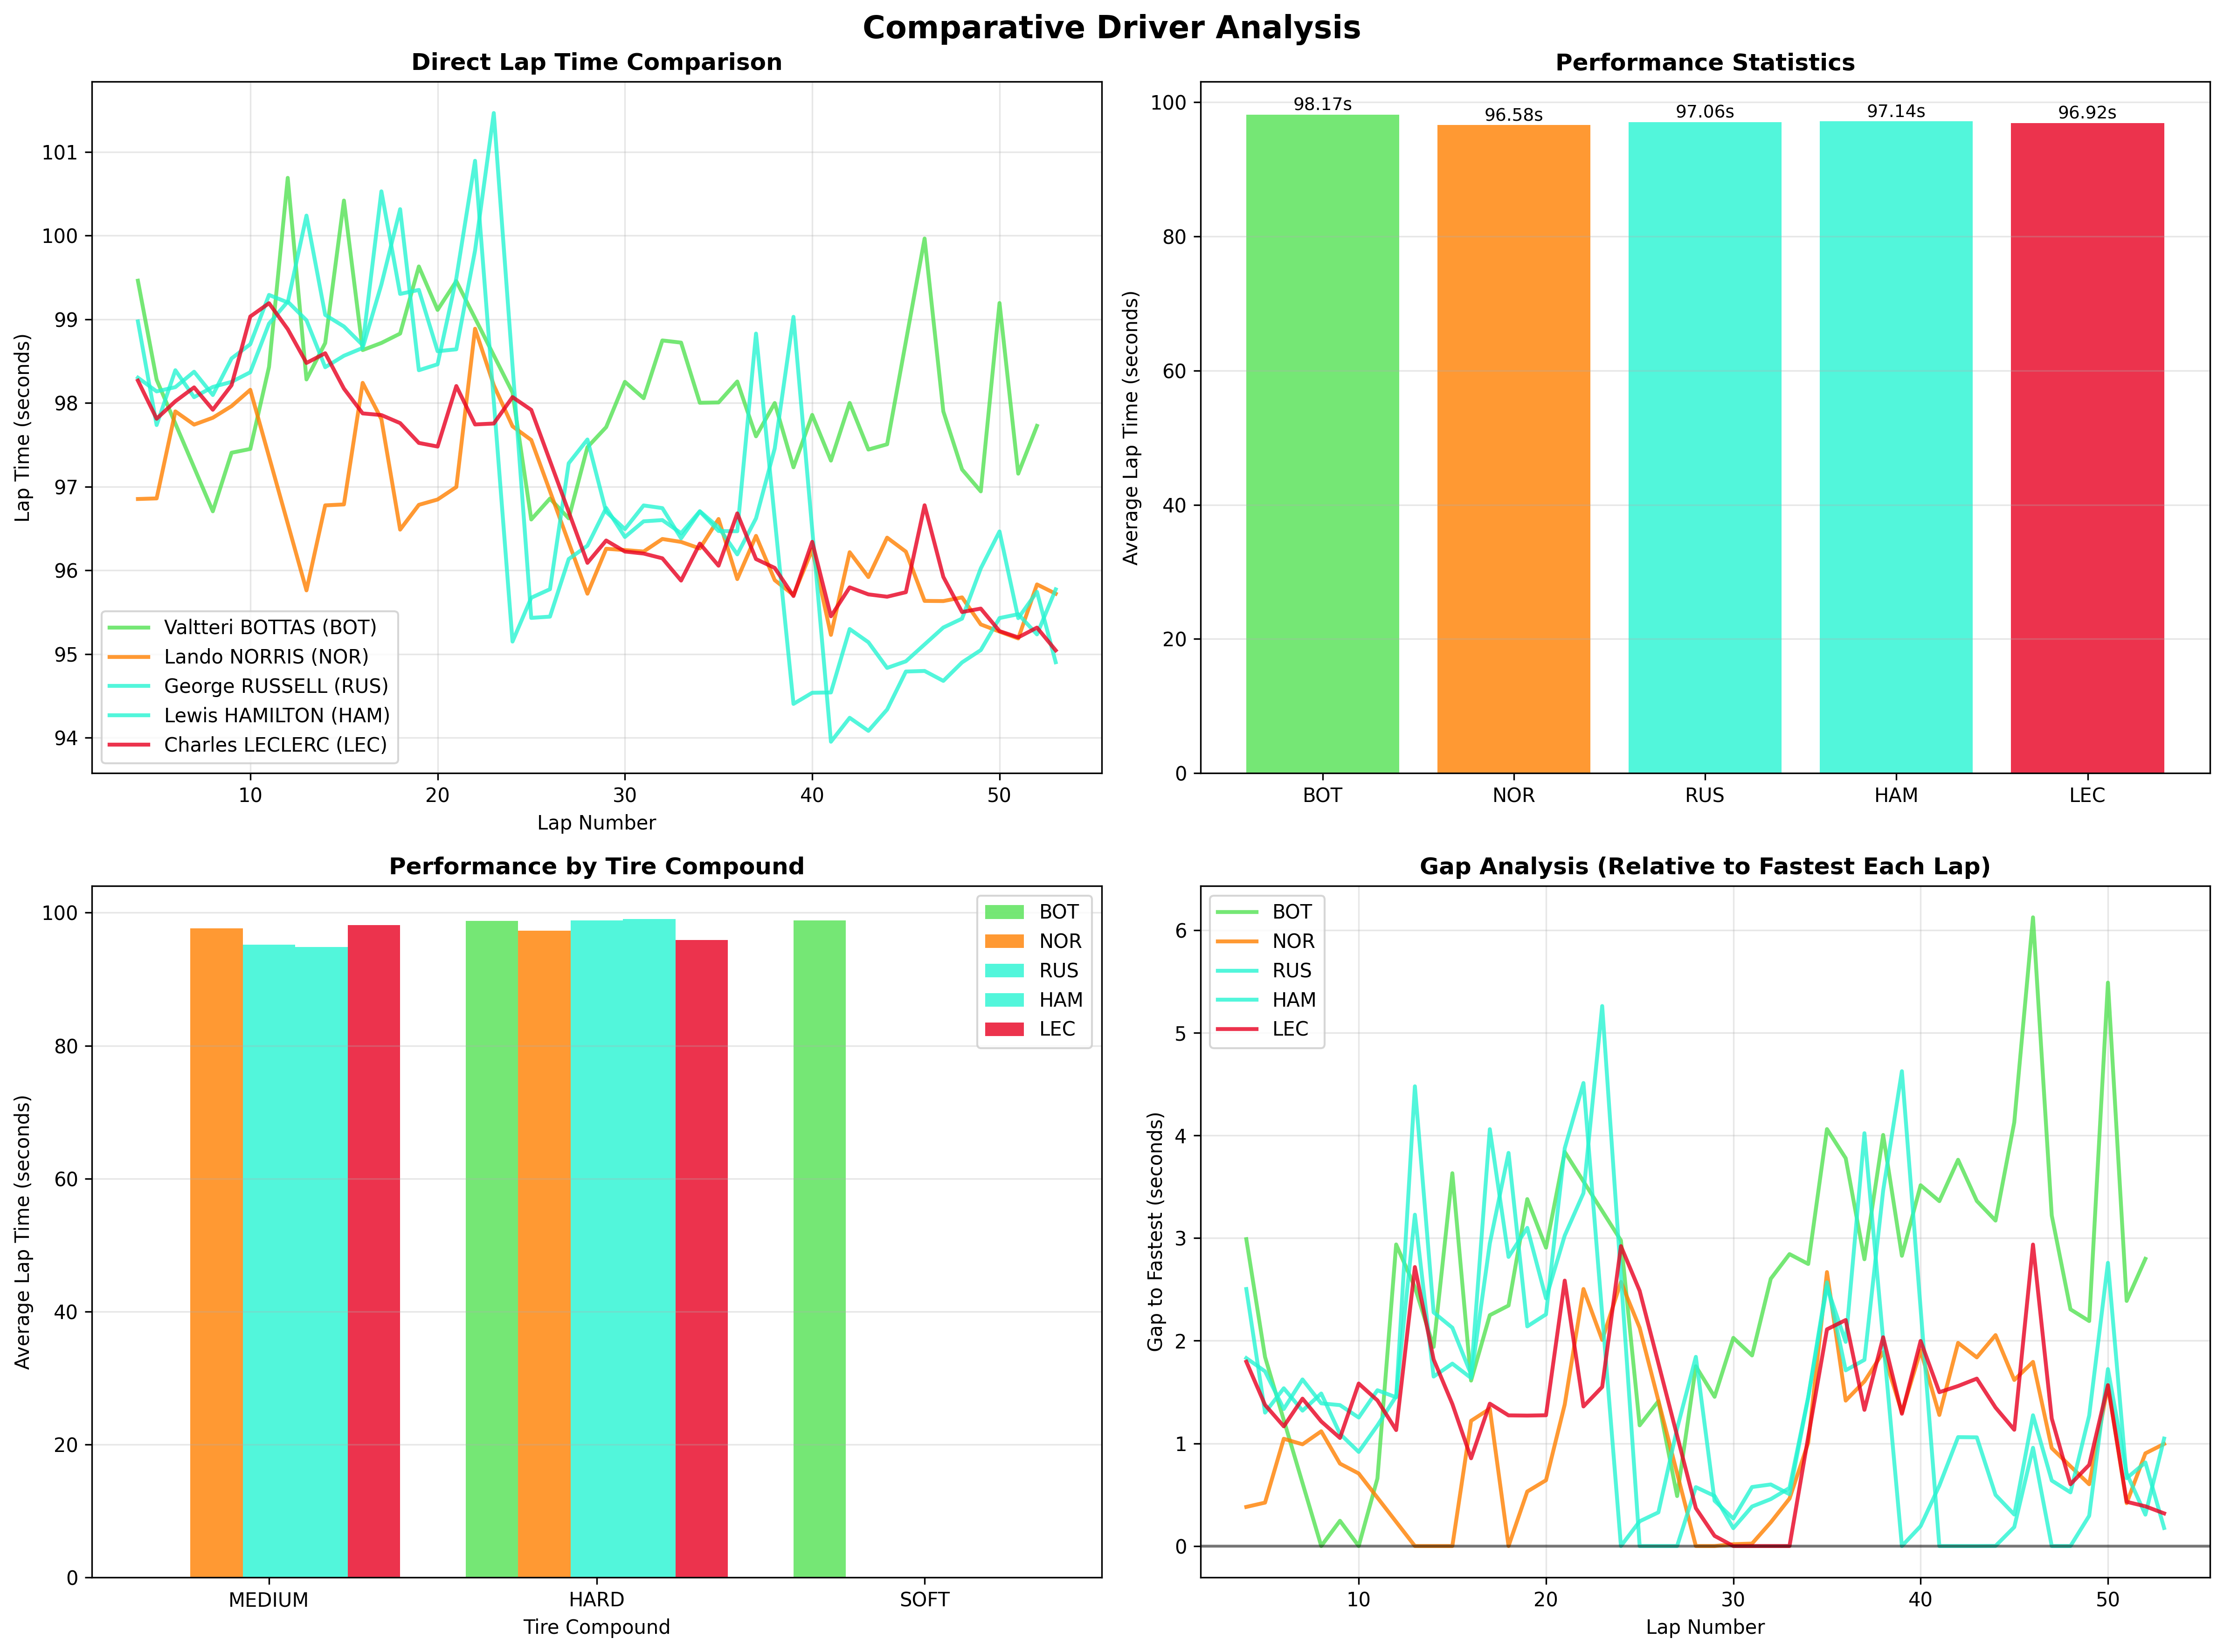 Comparative Driver Analysis
Direct Lap Time Comparison
Lap Time (seconds)
101
100
99
98
97
96
95
94
Valtteri BOTTAS (BOT)
Lando NORRIS (NOR)
George RUSSELL (RUS)
Lewis HAMILTON (HAM)
Charles LECLERC (LEC)
10 20 30 40 50
Lap Number
Performance Statistics
Average Lap Time (seconds)
100
80
60
40
20
0
98.17s 96.58s 97.06s 97.14s 96.92s
BOT NOR RUS HAM LEC
Performance by Tire Compound
Average Lap Time (seconds)
100
80
60
40
20
0
BOT
NOR
RUS
HAM
LEC
MEDIUM HARD SOFT
Tire Compound
Gap Analysis (Relative to Fastest Each Lap)
Gap to Fastest (seconds)
6
5
4
3
2
1
0
BOT
NOR
RUS
HAM
LEC
10 20 30 40 50
Lap Number